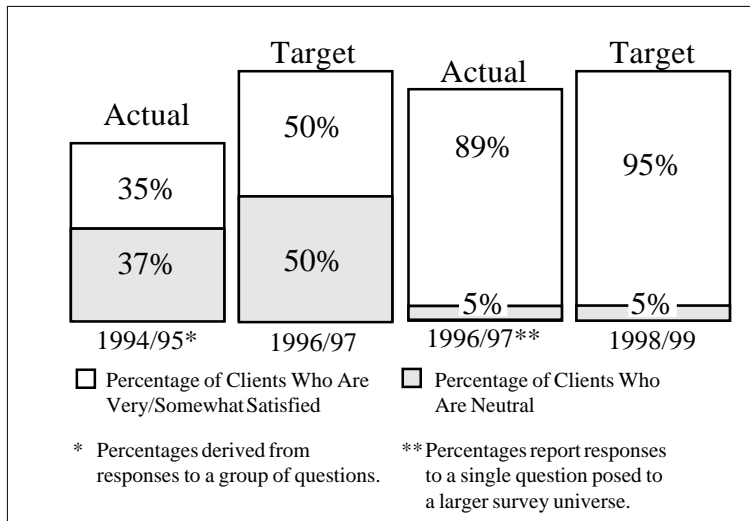 Actual
35%
37%
1994/95*
Target
50%
50%
1996/97
Actual
89%
5%
1996/97**
Target
95%
5%
1998/99
Percentage of Clients Who Are
Very/Somewhat Satisfied
Percentage of Clients Who
Are Neutral
* Percentages derived from
responses to a group of questions.
** Percentages report responses
to a single question posed to
a larger survey universe.